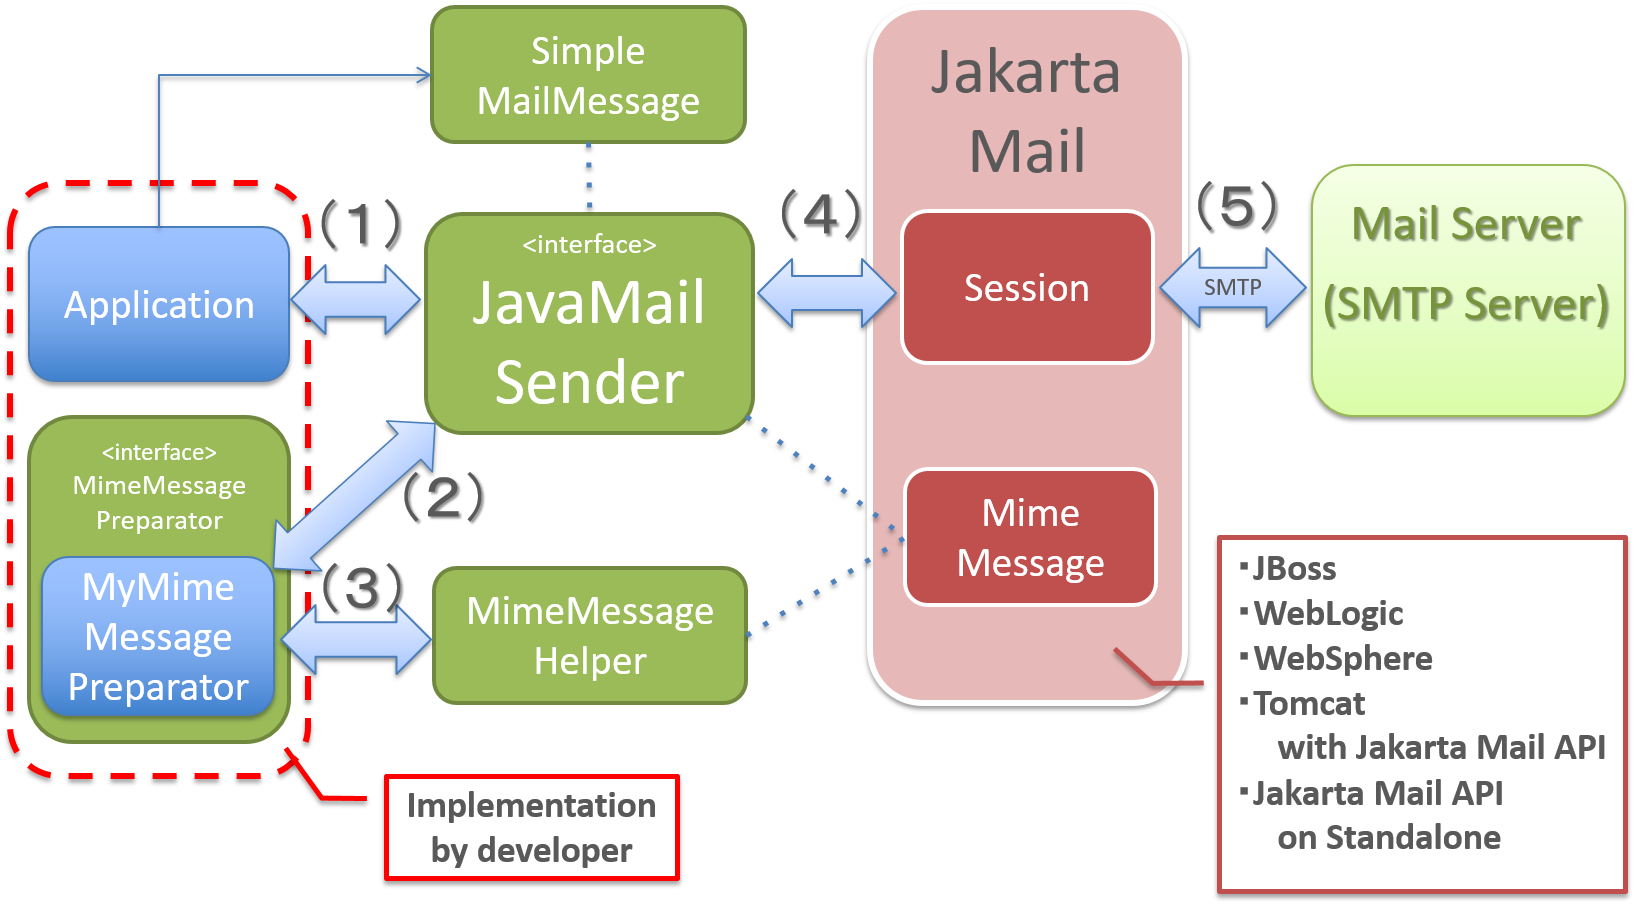 Simple
MailMessage
Jakarta
Mail
（1）
（4）
（5）
Application
<interface>
JavaMail
Sender
Session
SMTP
Mail Server
(SMTP Server)
（2）
<interface>
MimeMessage
Preparator
MyMime
Message
Preparator
（3）
MimeMessage
Helper
Mime
Message
Implementation
by developer
・JBoss
・WebLogic
・WebSphere
・Tomcat
with Jakarta Mail API
・Jakarta Mail API
on Standalone